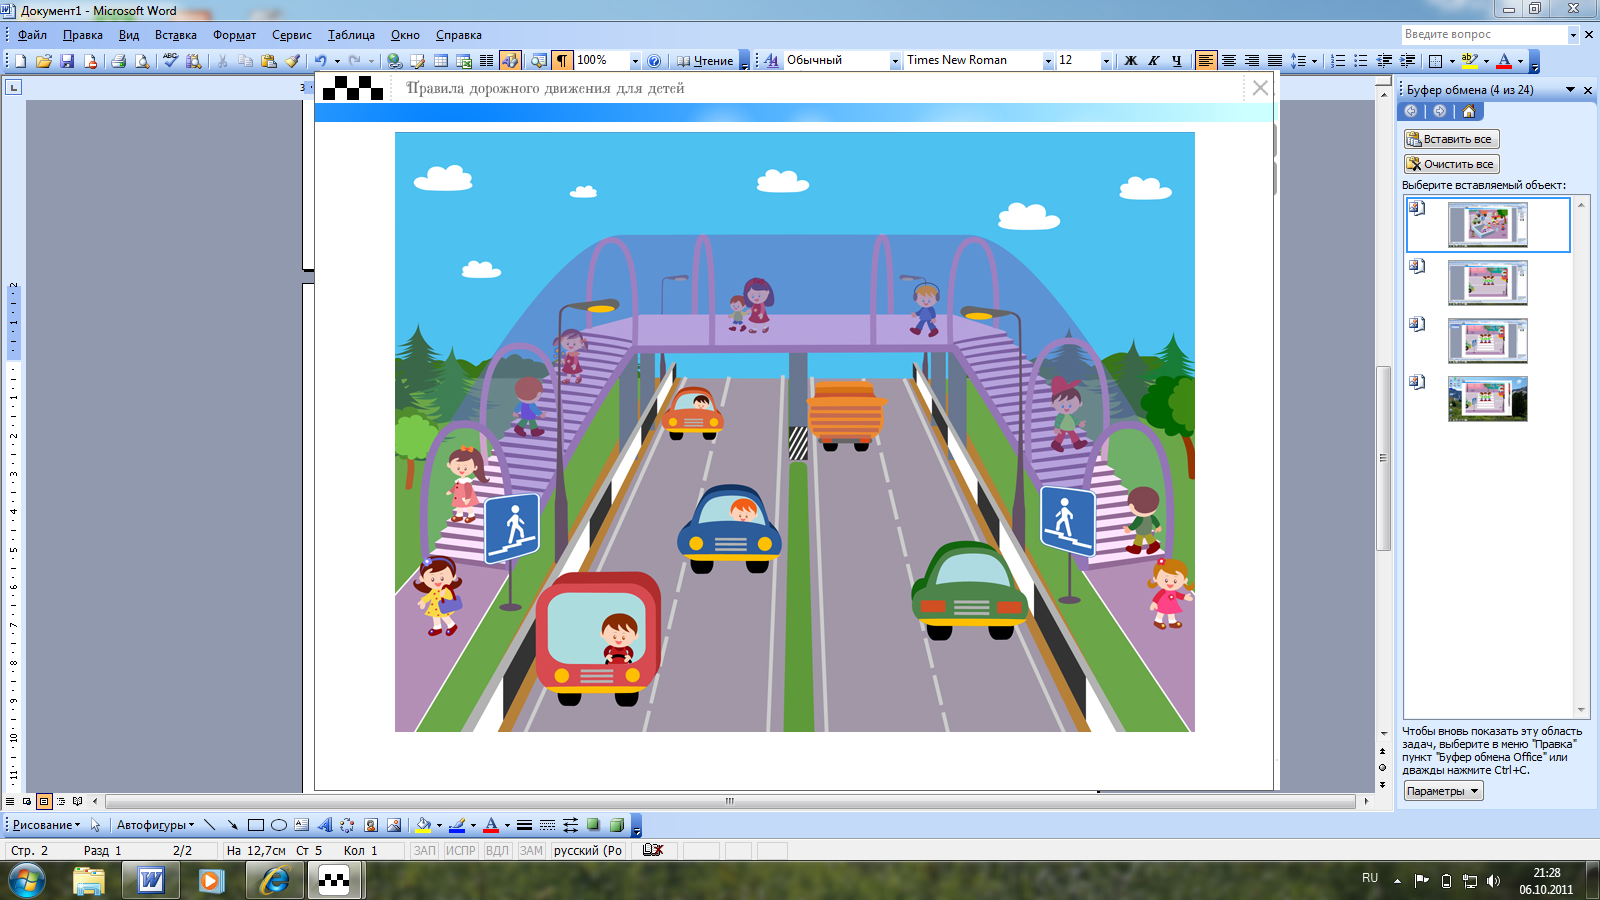 Документ1 - Microsoft Word
Файл Правка Вид Вставка Формат Сервис Таблица Окно Справка
Введите вопрос
100% Чтение Обычный Times New Roman 12 Ж К Ч
Правила дорожного движения для детей
Буфер обмена (4 из 24)
Вставить все
Очистить все
Выберите вставляемый объект:
Чтобы вновь показать эту область
задач, выберите в меню "Правка"
пункт "Буфер обмена Office" или
дважды нажмите Ctrl+C.
Параметры
Рисование Автофигуры
Стр. 2 Разд 1 2/2 На 12,7см Ст 5 Кол 1 ЗАП ИСПР ВДЛ ЗАМ русский (Ро
RU 21:28
06.10.2011